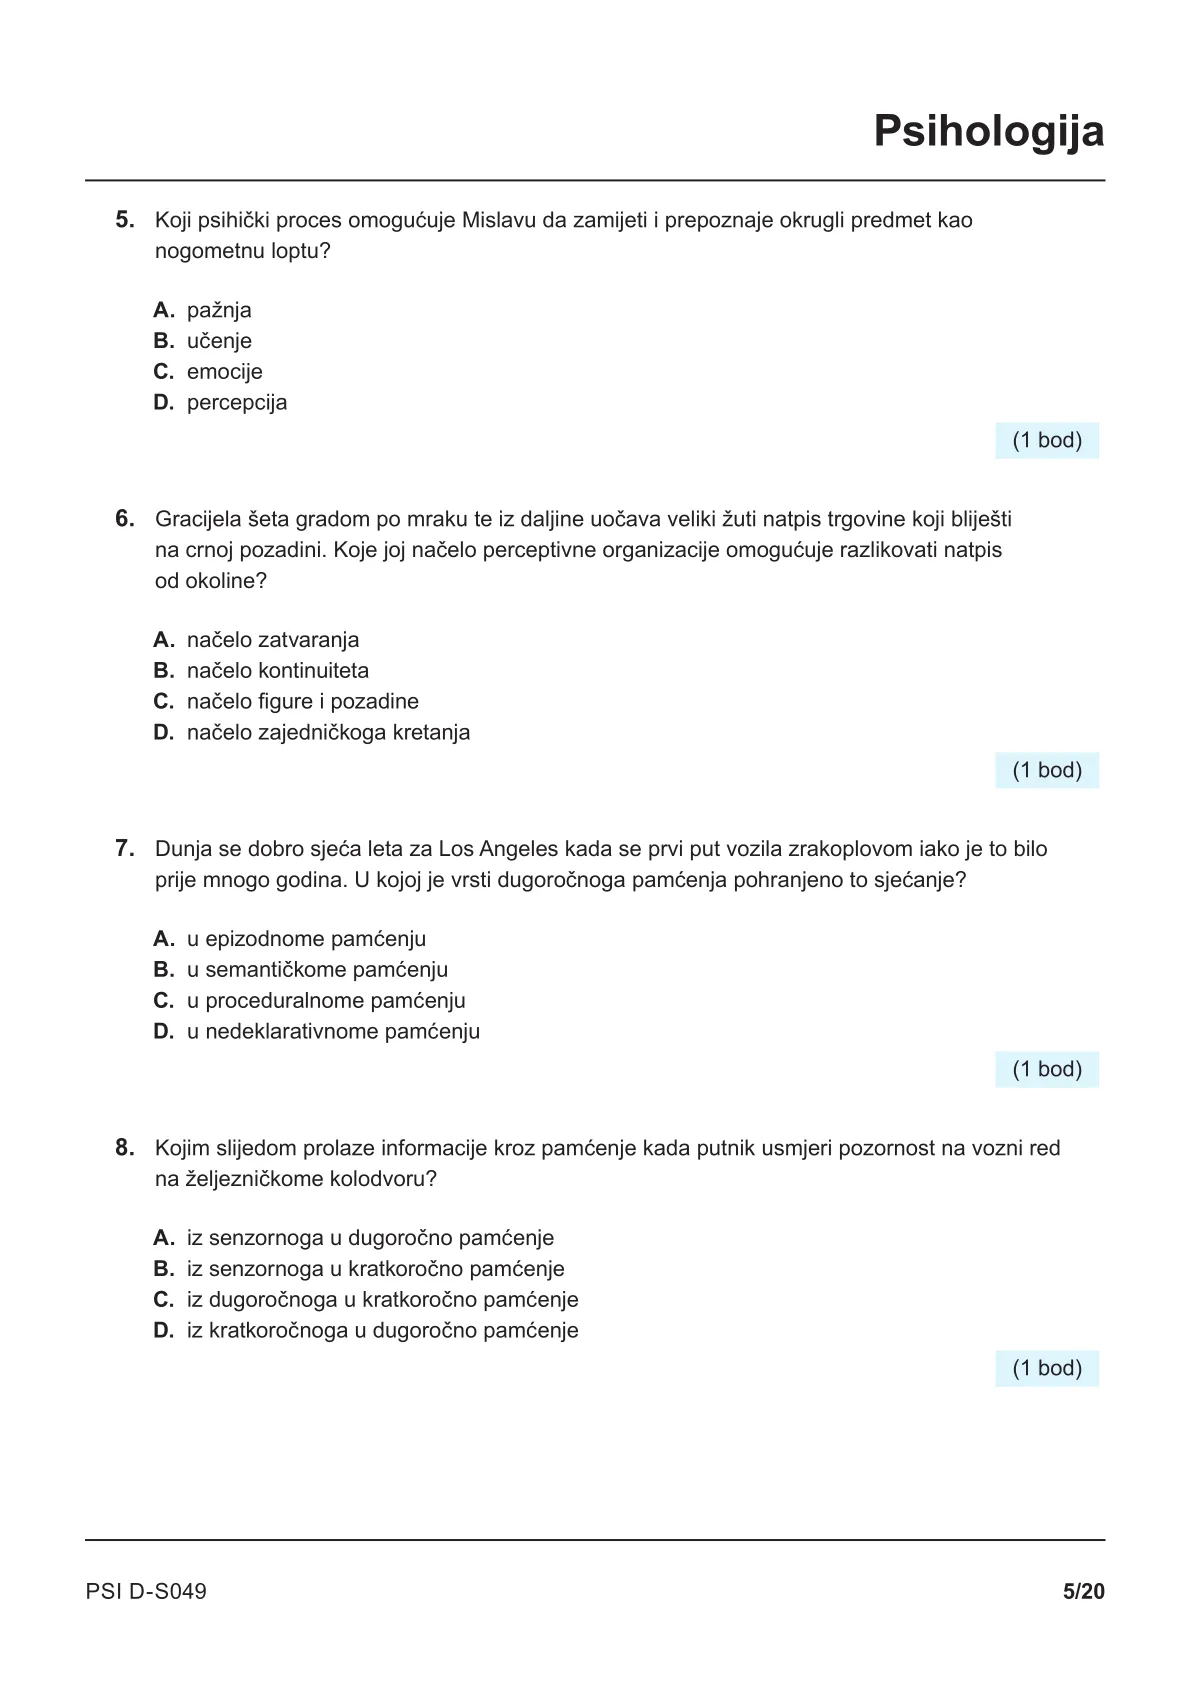 Psihologija
5. Koji psihički proces omogućuje Mislavu da zamijeti i prepoznaje okrugli predmet kao
nogometnu loptu?
A. pažnja
B. učenje
C. emocije
D. percepcija
(1 bod)
6. Gracijela šeta gradom po mraku te iz daljine uočava veliki žuti natpis trgovine koji bliješti
na crnoj pozadini. Koje joj načelo perceptivne organizacije omogućuje razlikovati natpis
od okoline?
A. načelo zatvaranja
B. načelo kontinuiteta
C. načelo figure i pozadine
D. načelo zajedničkoga kretanja
(1 bod)
7. Dunja se dobro sjeća leta za Los Angeles kada se prvi put vozila zrakoplovom iako je to bilo
prije mnogo godina. U kojoj je vrsti dugoročnoga pamćenja pohranjeno to sjećanje?
A. u epizodnome pamćenju
B. u semantičkome pamćenju
C. u proceduralnome pamćenju
D. u nedeklarativnome pamćenju
(1 bod)
8. Kojim slijedom prolaze informacije kroz pamćenje kada putnik usmjeri pozornost na vozni red
na željezničkome kolodvoru?
A. iz senzornoga u dugoročno pamćenje
B. iz senzornoga u kratkoročno pamćenje
C. iz dugoročnoga u kratkoročno pamćenje
D. iz kratkoročnoga u dugoročno pamćenje
(1 bod)
PSI D-S049
5/20